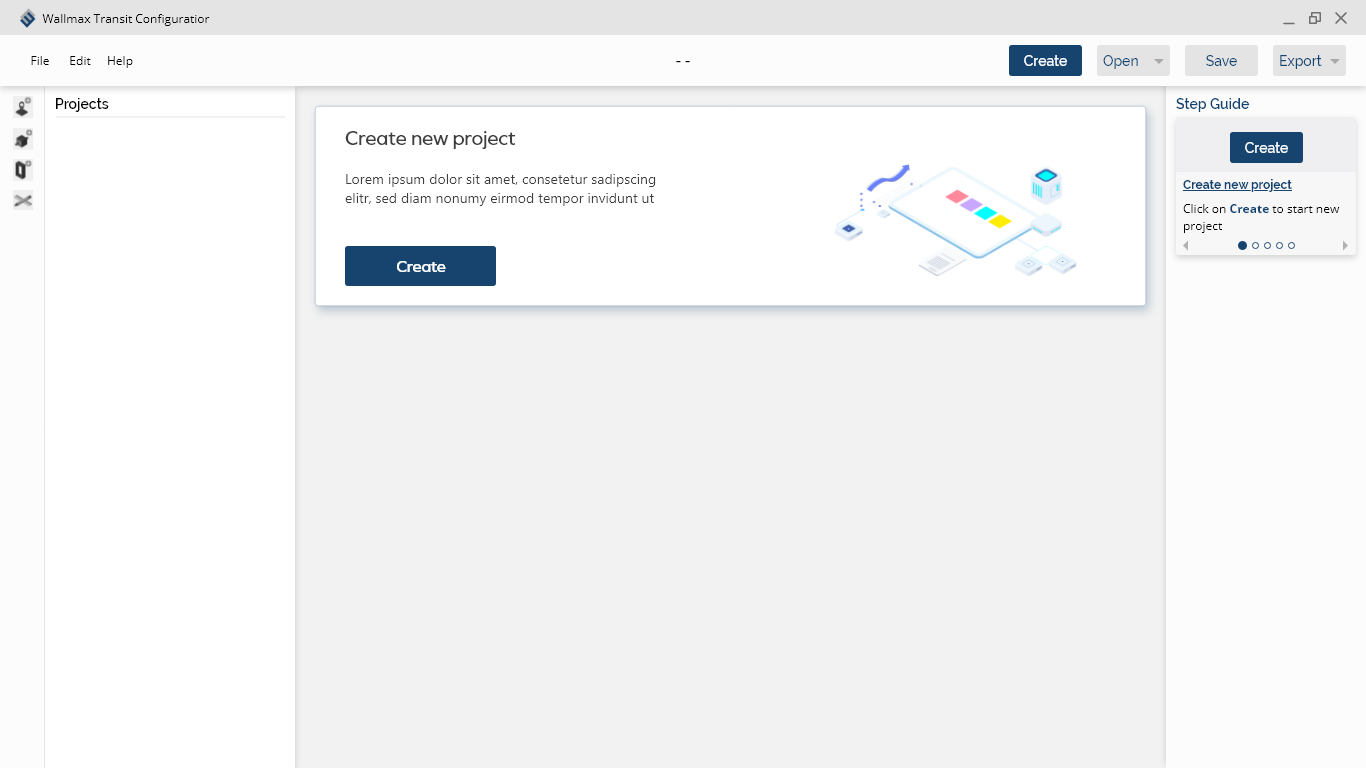 Wallmax Transit Configuratior
File Edit Help
- -
Create Open Save Export
Projects
Create new project
Lorem ipsum dolor sit amet, consetetur sadipscing
elitr, sed diam nonumy eirmod tempor invidunt ut
Create
Step Guide
Create
Create new project
Click on Create to start new
project